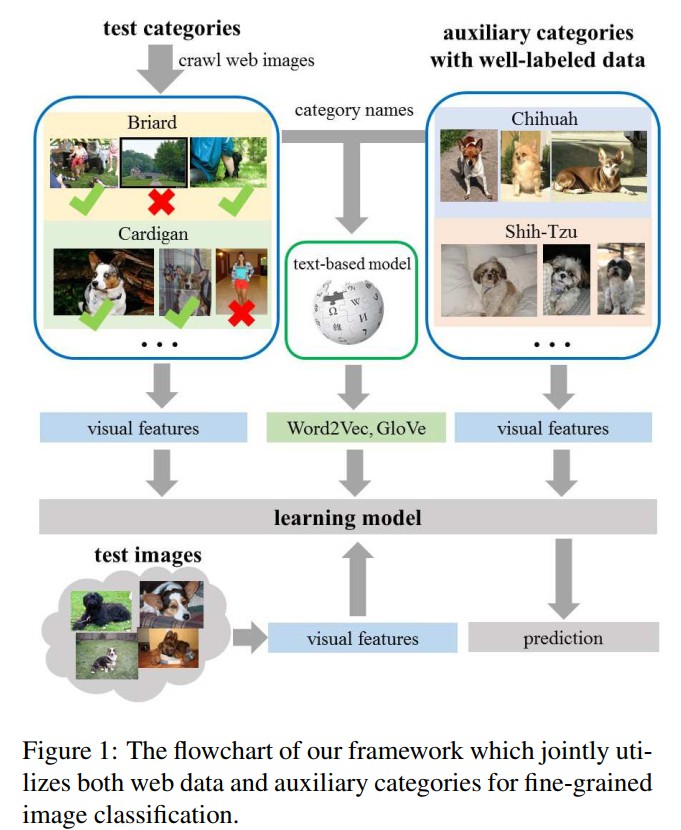 test categories
auxiliary categories
with well-labeled data
crawl web images
category names
Briard
Chihuah
Cardigan
Shih-Tzu
text-based model
Ω
W
И
. . .
. . .
visual features
Word2Vec, GloVe
visual features
learning model
test images
visual features
prediction
Figure 1: The flowchart of our framework which jointly uti-
lizes both web data and auxiliary categories for fine-grained
image classification.